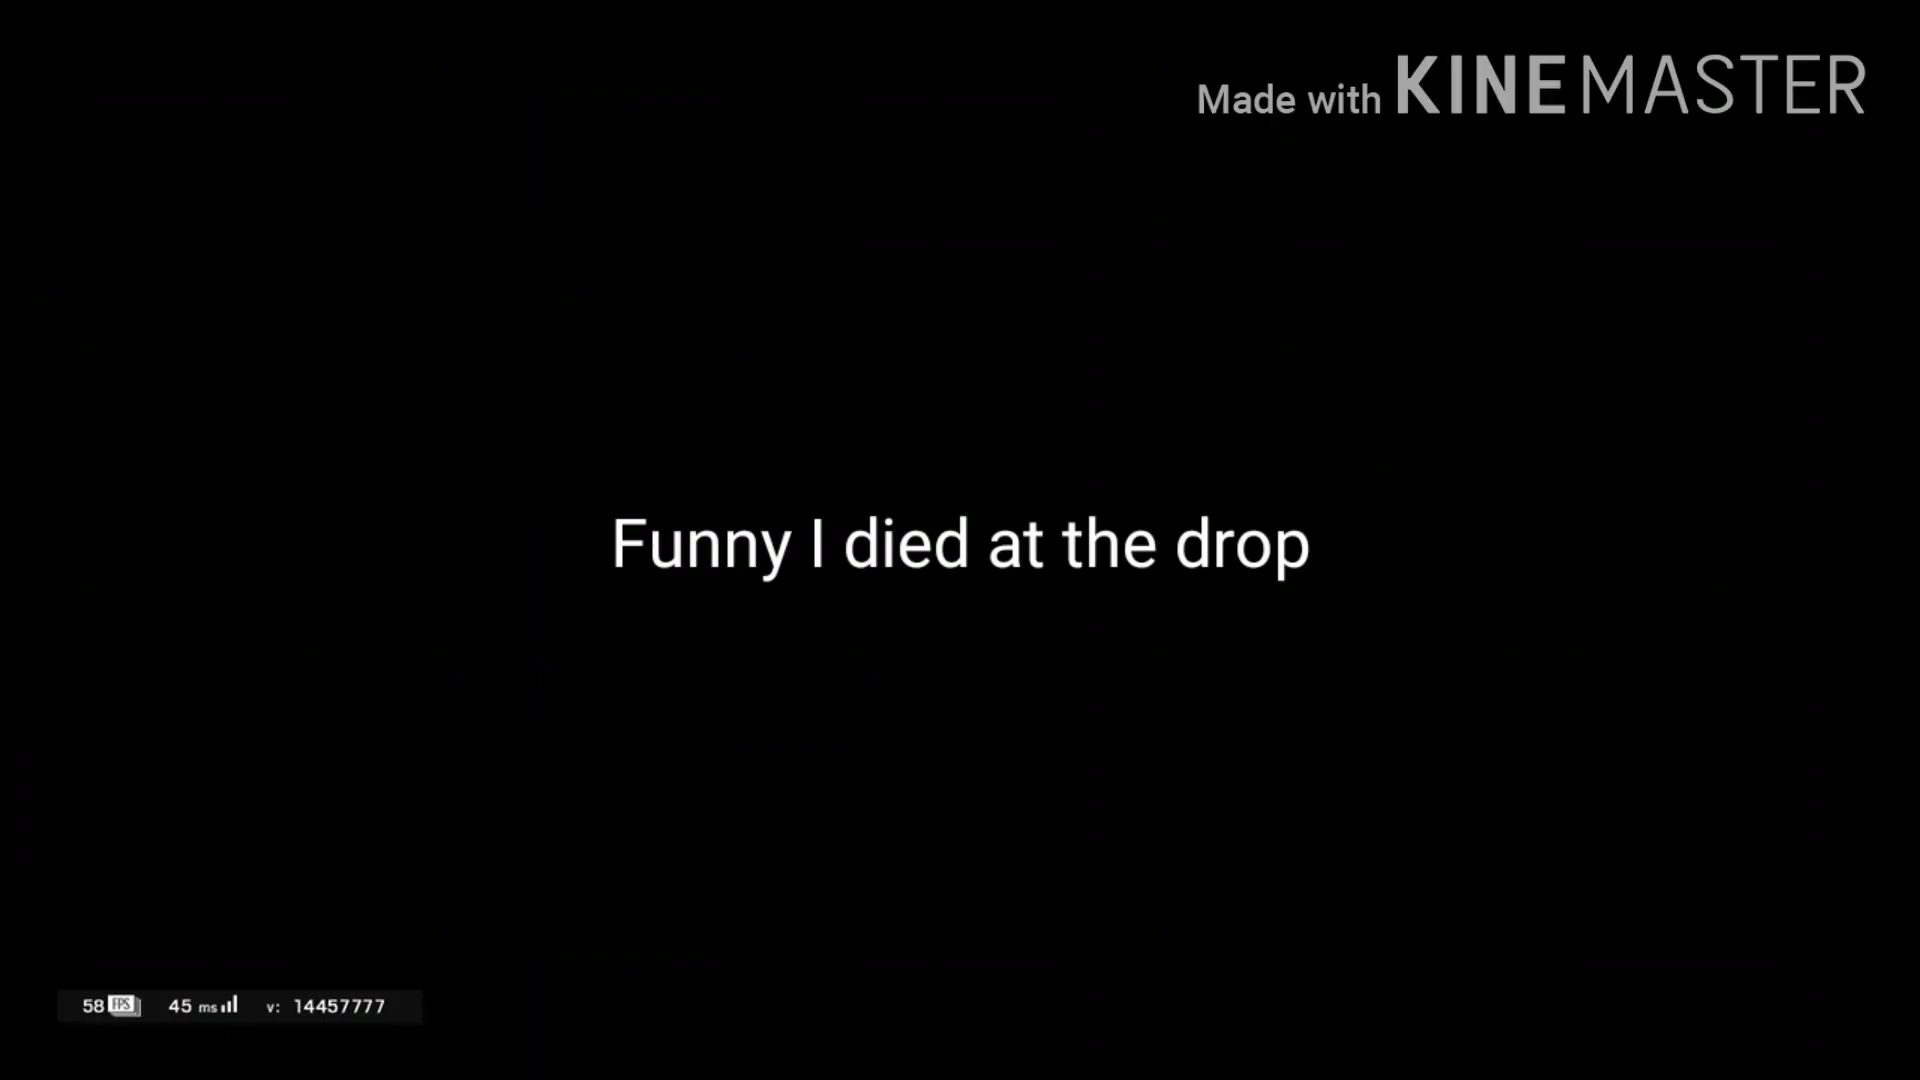 Made with KINEMASTER
Funny I died at the drop
58 FPS 45 ms v: 14457777